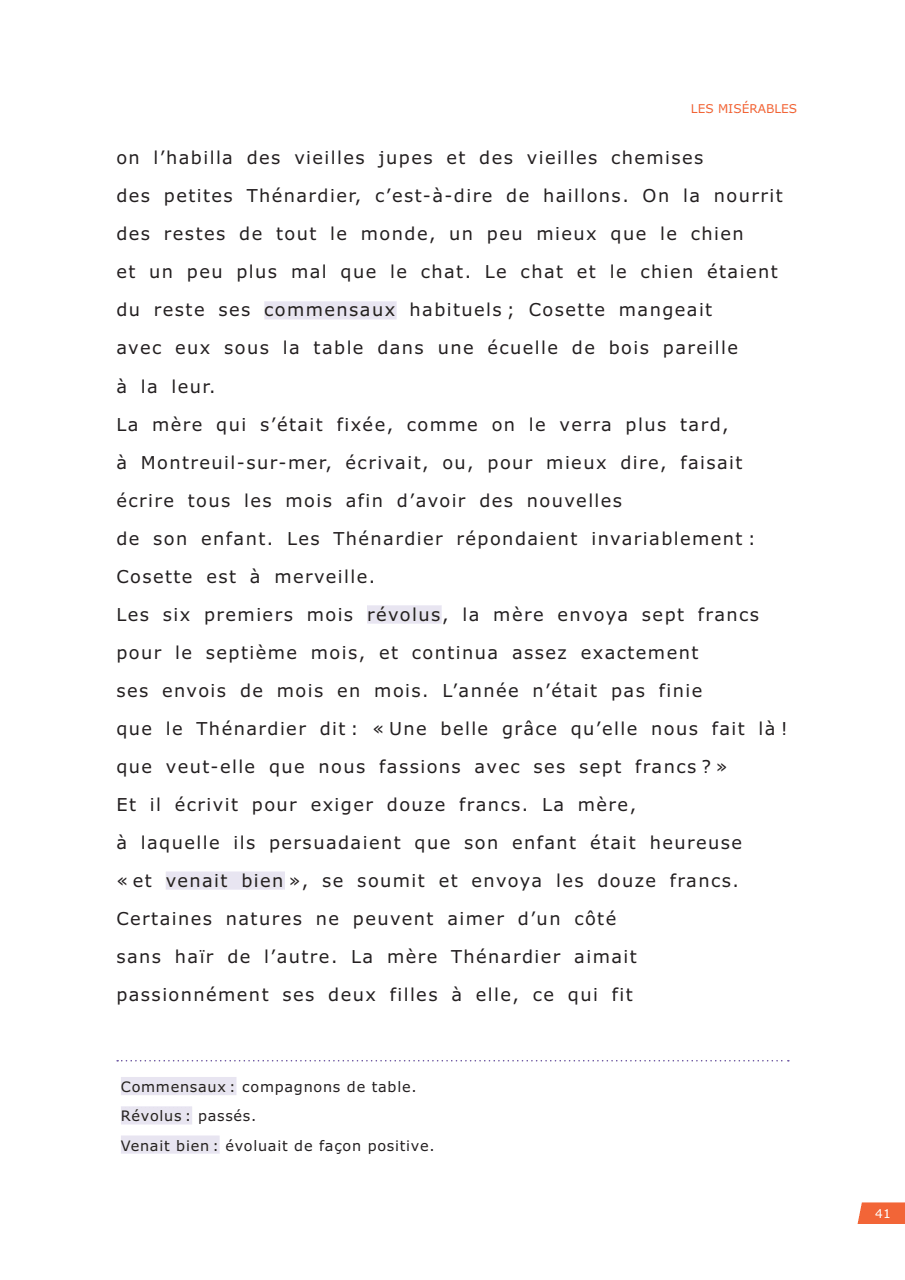 LES MISÉRABLES
on l’habilla des vieilles jupes et des vieilles chemises
des petites Thénardier, c’est-à-dire de haillons. On la nourrit
des restes de tout le monde, un peu mieux que le chien
et un peu plus mal que le chat. Le chat et le chien étaient
du reste ses commensaux habituels ; Cosette mangeait
avec eux sous la table dans une écuelle de bois pareille
à la leur.
La mère qui s’était fixée, comme on le verra plus tard,
à Montreuil-sur-mer, écrivait, ou, pour mieux dire, faisait
écrire tous les mois afin d’avoir des nouvelles
de son enfant. Les Thénardier répondaient invariablement :
Cosette est à merveille.
Les six premiers mois révolus, la mère envoya sept francs
pour le septième mois, et continua assez exactement
ses envois de mois en mois. L’année n’était pas finie
que le Thénardier dit : « Une belle grâce qu’elle nous fait là !
que veut-elle que nous fassions avec ses sept francs ? »
Et il écrivit pour exiger douze francs. La mère,
à laquelle ils persuadaient que son enfant était heureuse
« et venait bien », se soumit et envoya les douze francs.
Certaines natures ne peuvent aimer d’un côté
sans haïr de l’autre. La mère Thénardier aimait
passionnément ses deux filles à elle, ce qui fit
Commensaux : compagnons de table.
Révolus : passés.
Venait bien : évoluait de façon positive.
41